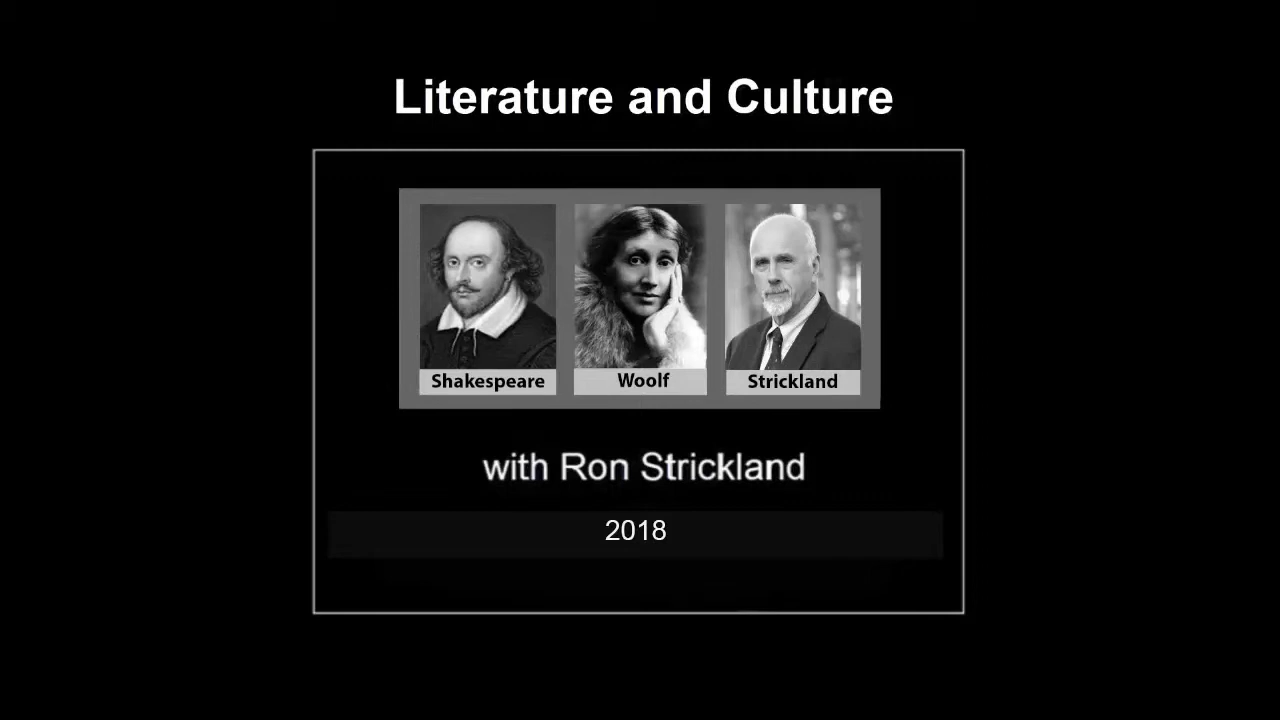 Literature and Culture
Shakespeare
Woolf
Strickland
with Ron Strickland
2018